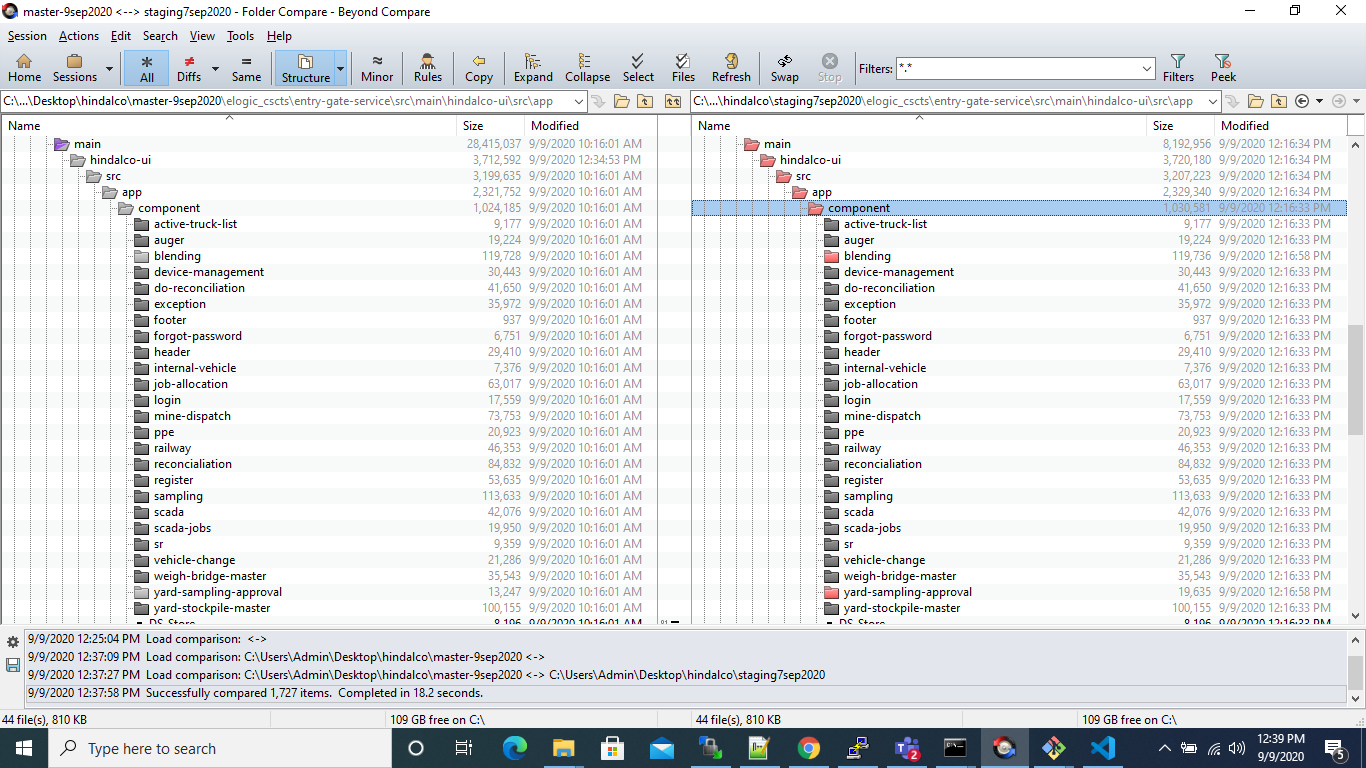 master-9sep2020 <--> staging7sep2020 - Folder Compare - Beyond Compare
Session Actions Edit Search View Tools Help
Home Sessions All Diffs Same Structure Minor Rules Copy Expand Collapse Select Files Refresh Swap Stop Filters: *.* Filters Peek
C:\...\Desktop\hindalco\master-9sep2020\elogic_cscts\entry-gate-service\src\main\hindalco-ui\src\app C:\...\hindalco\staging7sep2020\elogic_cscts\entry-gate-service\src\main\hindalco-ui\src\app
Name Size Modified Name Size Modified
main 28,415,037 9/9/2020 10:16:01 AM main 8,192,956 9/9/2020 12:16:34 PM
hindalco-ui 3,712,592 9/9/2020 12:34:53 PM hindalco-ui 3,720,180 9/9/2020 12:16:34 PM
src 3,199,635 9/9/2020 10:16:01 AM src 3,207,223 9/9/2020 12:16:34 PM
app 2,321,752 9/9/2020 10:16:01 AM app 2,329,340 9/9/2020 12:16:34 PM
component 1,024,185 9/9/2020 10:16:01 AM component 1,030,581 9/9/2020 12:16:33 PM
active-truck-list 9,177 9/9/2020 10:16:01 AM active-truck-list 9,177 9/9/2020 12:16:33 PM
auger 19,224 9/9/2020 10:16:01 AM auger 19,224 9/9/2020 12:16:33 PM
blending 119,728 9/9/2020 10:16:01 AM blending 119,736 9/9/2020 12:16:58 PM
device-management 30,443 9/9/2020 10:16:01 AM device-management 30,443 9/9/2020 12:16:33 PM
do-reconciliation 41,650 9/9/2020 10:16:01 AM do-reconciliation 41,650 9/9/2020 12:16:33 PM
exception 35,972 9/9/2020 10:16:01 AM exception 35,972 9/9/2020 12:16:33 PM
footer 937 9/9/2020 10:16:01 AM footer 937 9/9/2020 12:16:33 PM
forgot-password 6,751 9/9/2020 10:16:01 AM forgot-password 6,751 9/9/2020 12:16:33 PM
header 29,410 9/9/2020 10:16:01 AM header 29,410 9/9/2020 12:16:33 PM
internal-vehicle 7,376 9/9/2020 10:16:01 AM internal-vehicle 7,376 9/9/2020 12:16:33 PM
job-allocation 63,017 9/9/2020 10:16:01 AM job-allocation 63,017 9/9/2020 12:16:33 PM
login 17,559 9/9/2020 10:16:01 AM login 17,559 9/9/2020 12:16:33 PM
mine-dispatch 73,753 9/9/2020 10:16:01 AM mine-dispatch 73,753 9/9/2020 12:16:33 PM
ppe 20,923 9/9/2020 10:16:01 AM ppe 20,923 9/9/2020 12:16:33 PM
railway 46,353 9/9/2020 10:16:01 AM railway 46,353 9/9/2020 12:16:33 PM
reconcialiation 84,832 9/9/2020 10:16:01 AM reconcialiation 84,832 9/9/2020 12:16:33 PM
register 53,635 9/9/2020 10:16:01 AM register 53,635 9/9/2020 12:16:33 PM
sampling 113,633 9/9/2020 10:16:01 AM sampling 113,633 9/9/2020 12:16:33 PM
scada 42,076 9/9/2020 10:16:01 AM scada 42,076 9/9/2020 12:16:33 PM
scada-jobs 19,950 9/9/2020 10:16:01 AM scada-jobs 19,950 9/9/2020 12:16:33 PM
sr 9,359 9/9/2020 10:16:01 AM sr 9,359 9/9/2020 12:16:33 PM
vehicle-change 21,286 9/9/2020 10:16:01 AM vehicle-change 21,286 9/9/2020 12:16:33 PM
weigh-bridge-master 35,543 9/9/2020 10:16:01 AM weigh-bridge-master 35,543 9/9/2020 12:16:33 PM
yard-sampling-approval 13,247 9/9/2020 10:16:01 AM yard-sampling-approval 19,635 9/9/2020 12:16:58 PM
yard-stockpile-master 100,155 9/9/2020 10:16:01 AM yard-stockpile-master 100,155 9/9/2020 12:16:33 PM
DS_Store 8,196 9/9/2020 10:16:01 AM DS_Store 8,196 9/9/2020 12:16:33 PM
9/9/2020 12:25:04 PM Load comparison: <->
9/9/2020 12:37:09 PM Load comparison: C:\Users\Admin\Desktop\hindalco\master-9sep2020 <->
9/9/2020 12:37:27 PM Load comparison: C:\Users\Admin\Desktop\hindalco\master-9sep2020 <-> C:\Users\Admin\Desktop\hindalco\staging7sep2020
9/9/2020 12:37:58 PM Successfully compared 1,727 items. Completed in 18.2 seconds.
44 file(s), 810 KB 109 GB free on C:\ 44 file(s), 810 KB 109 GB free on C:\
Type here to search 2 12:39 PM
9/9/2020 5